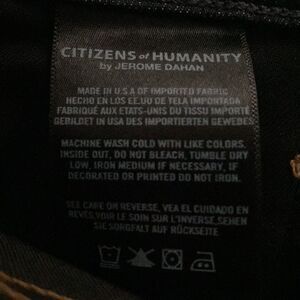 CITIZENS of HUMANITY
by JEROME DAHAN
MADE IN U.S A OF IMPORTED FABRIC
HECHO EN LOS EE.UU DE TELA IMPORTADA
FABRIQUÉ AUX ETATS-UNIS DU TISSU IMPORTÉ
GEBILDET IN USA DES IMPORTIERTEN GEWEBES
MACHINE WASH COLD WITH LIKE COLORS.
INSIDE OUT, DO NOT BLEACH. TUMBLE DRY
LOW, IRON MEDIUM IF NECESSARY, IF
DECORATED OR PRINTED DO NOT IRON.
SEE CARE ON REVERSE, VEA EL CUIDADO EN
REVES,VOIR LE SOIN SUR L'INVERSE,SEHEN
SIE SORGFALT AUF RÜCKSEITE